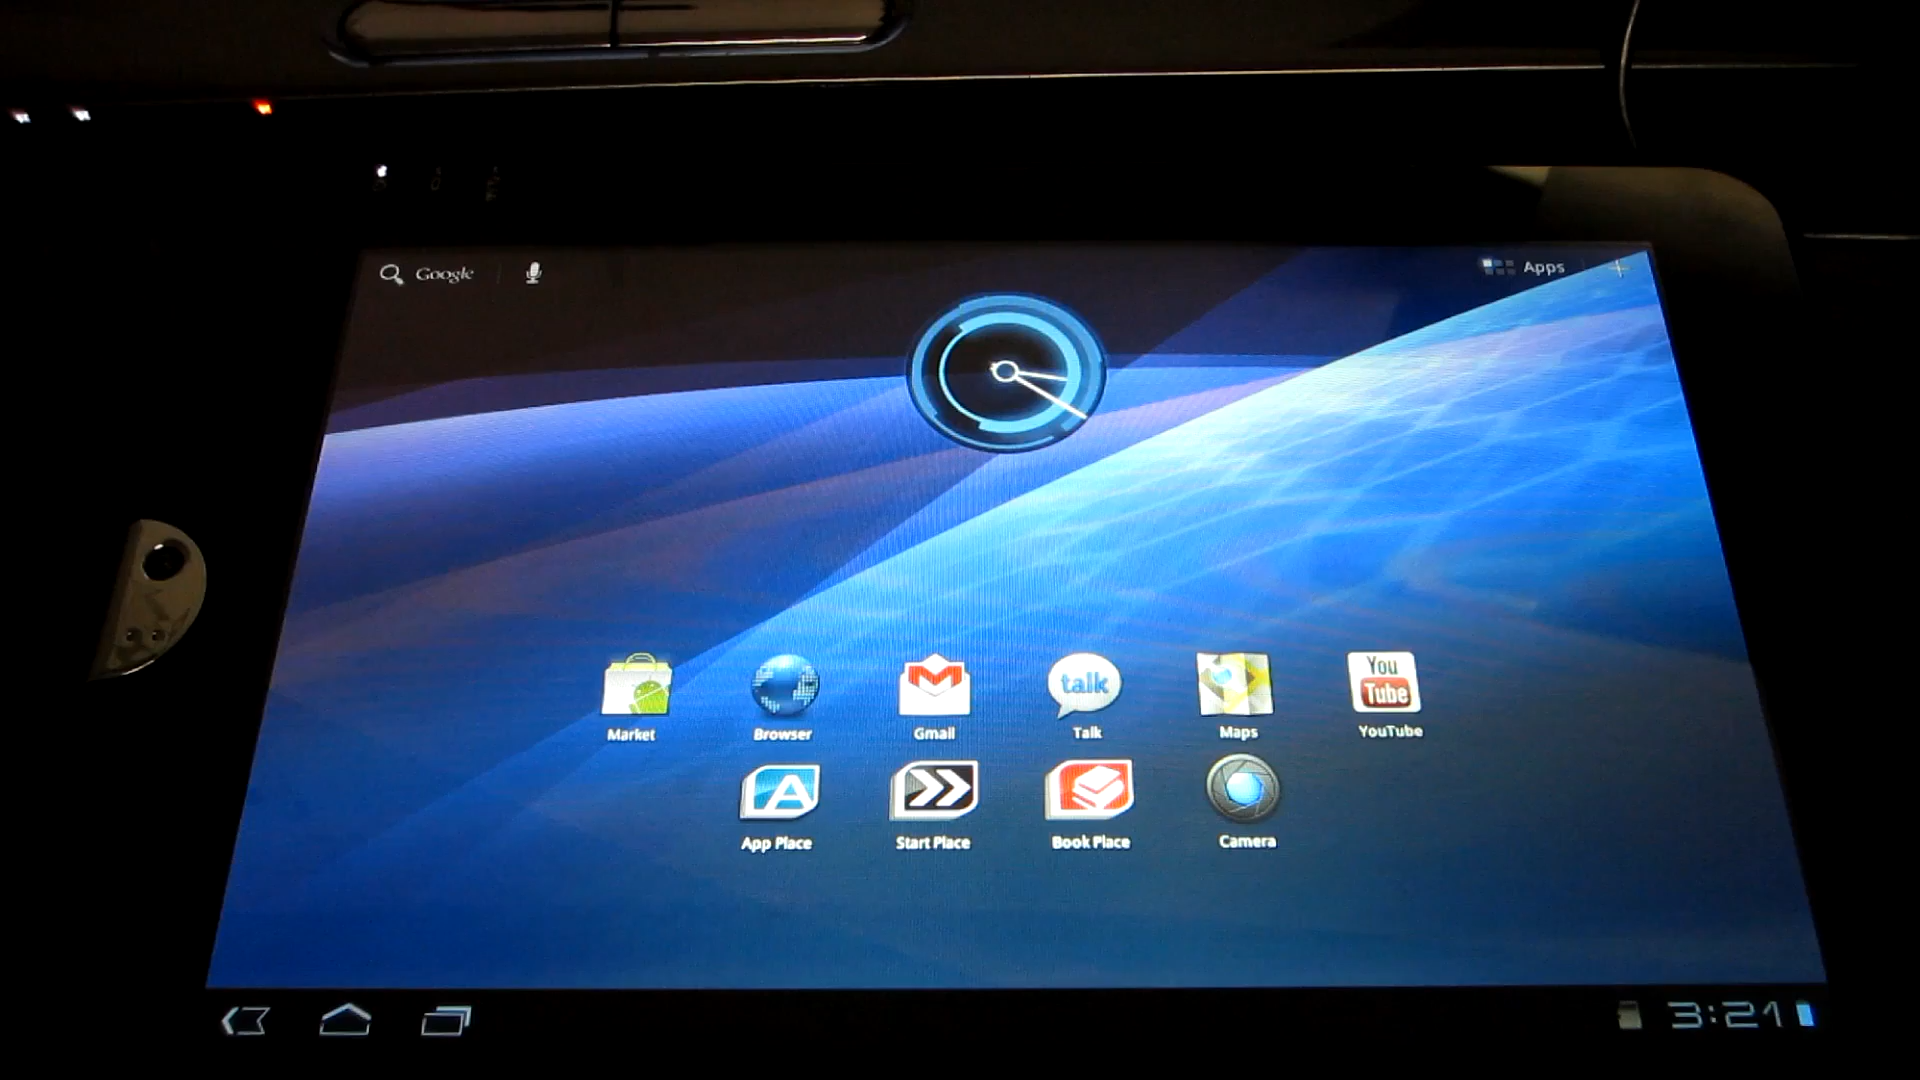 Google
Apps
Market
Browser
Gmail
talk
Talk
Maps
You
Tube
YouTube
A
App Place
Start Place
Book Place
Camera
3:21